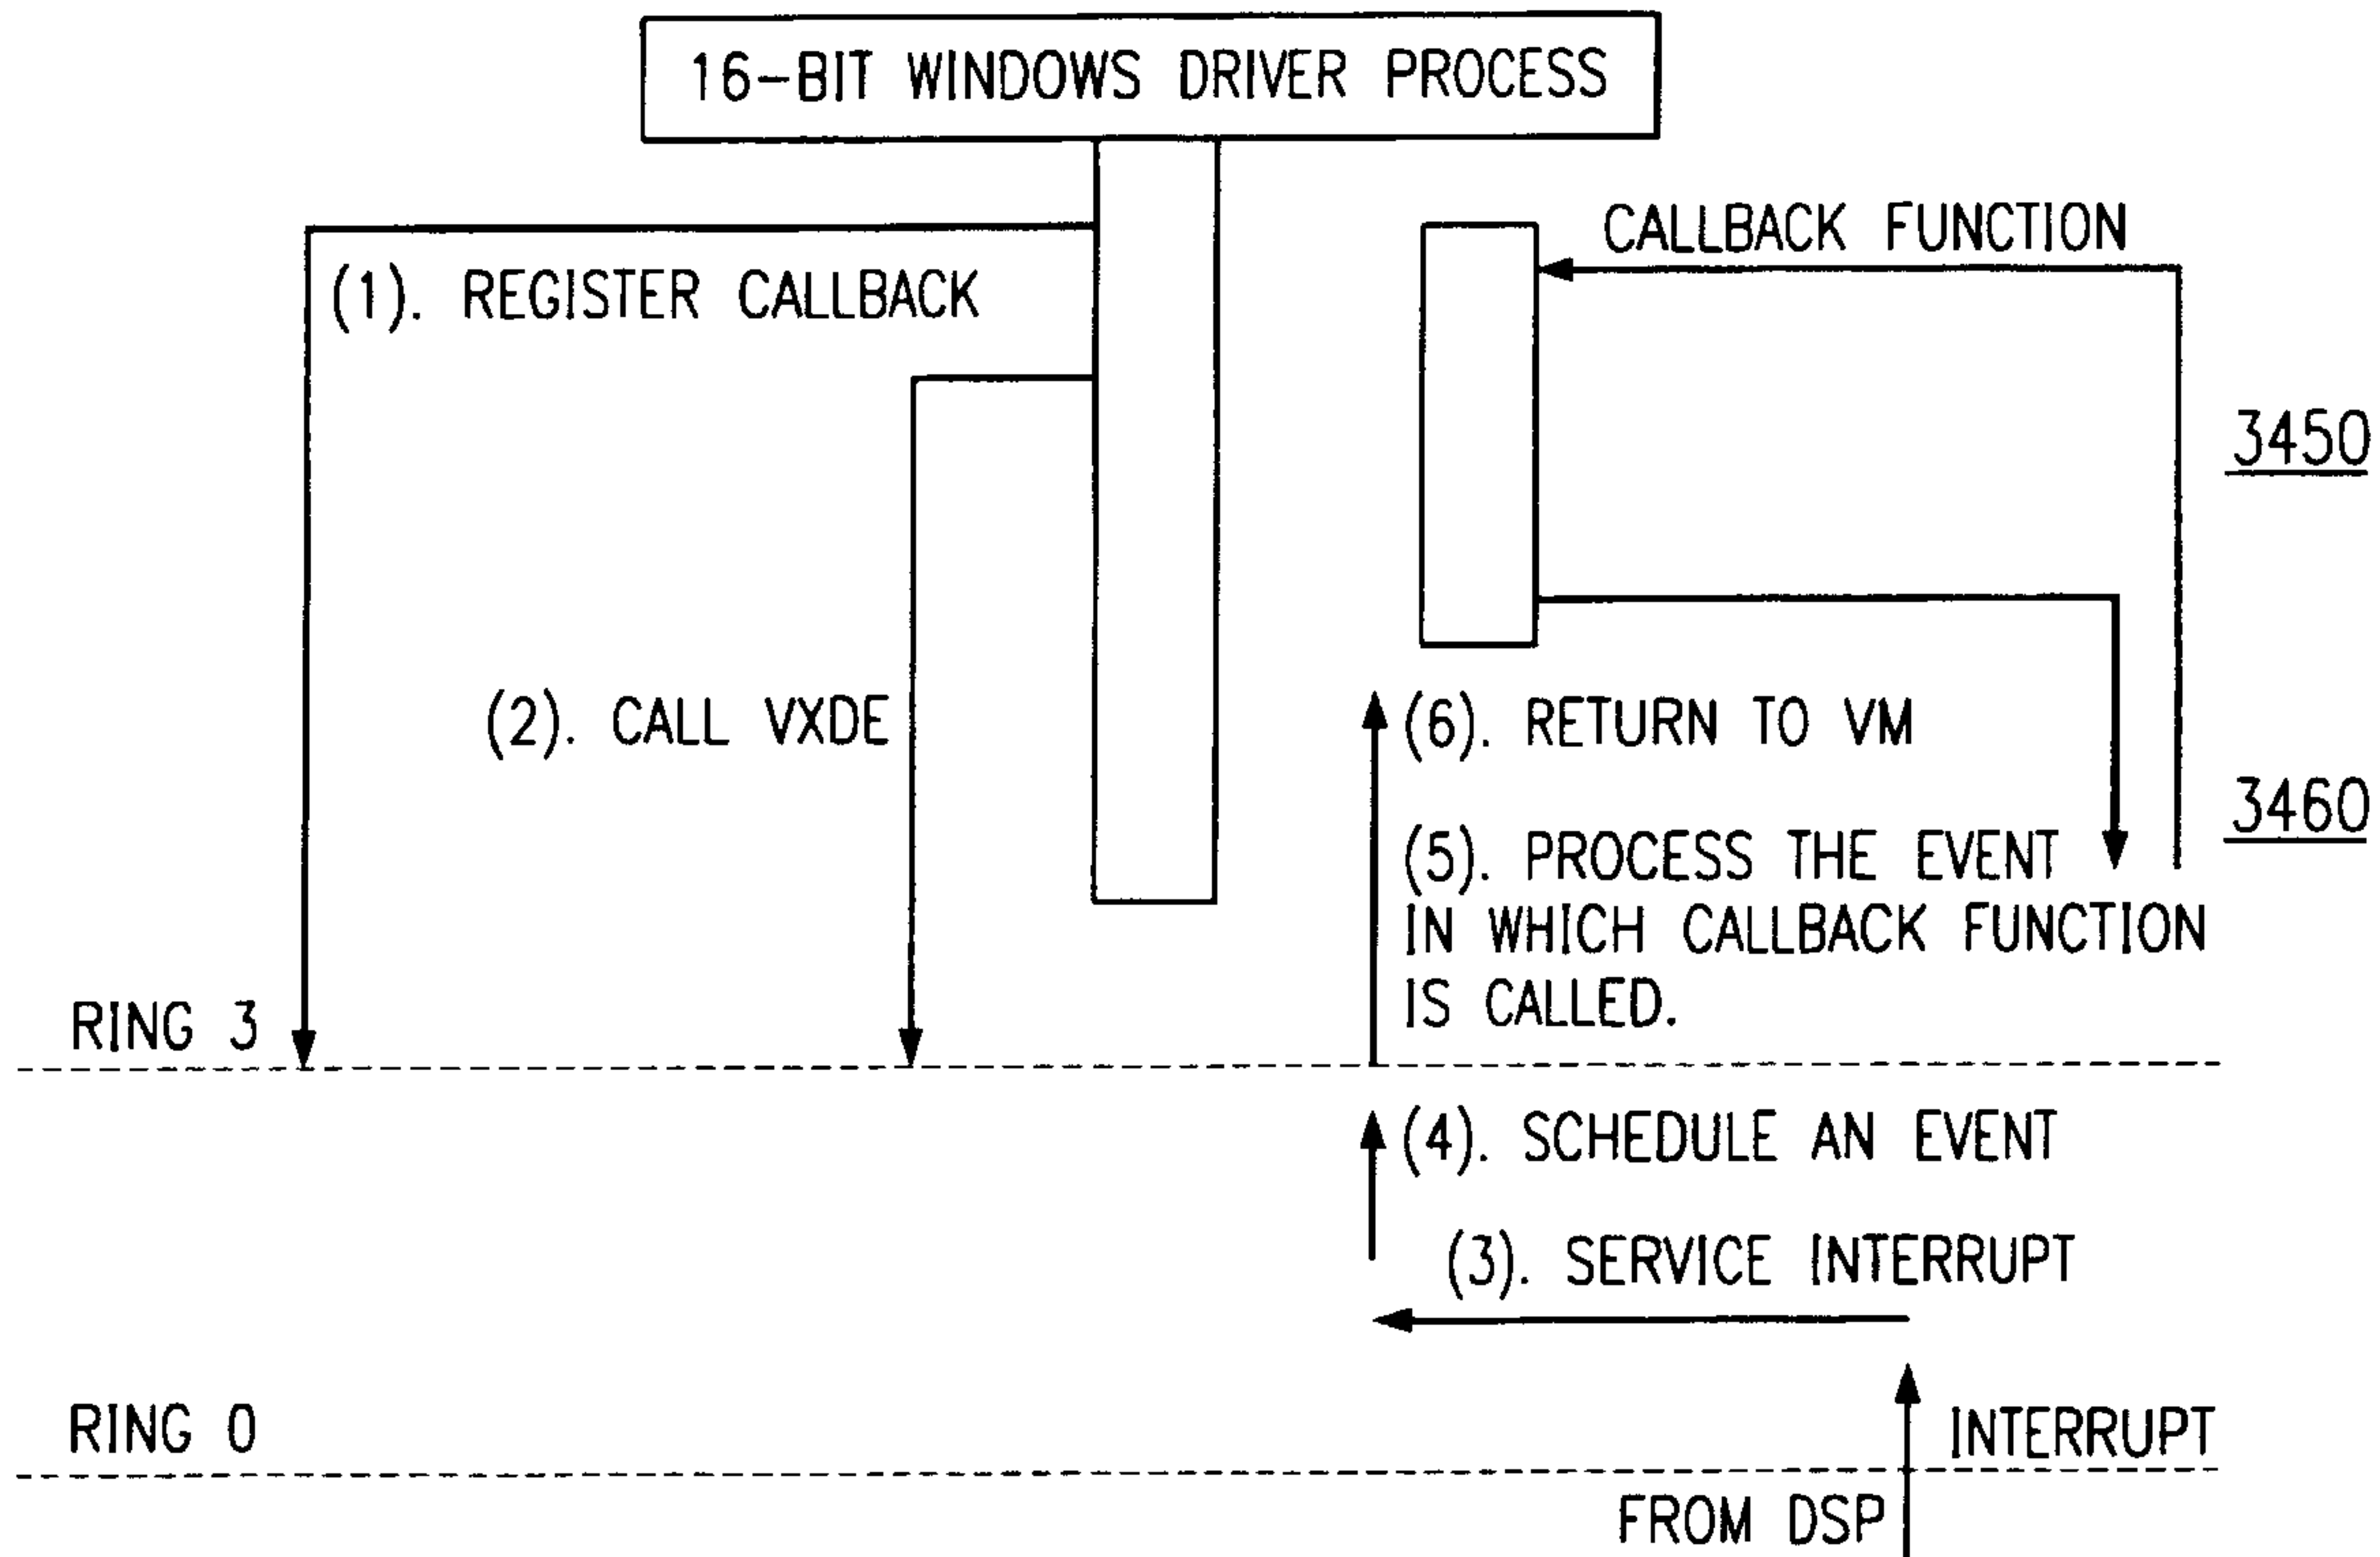 16-BIT WINDOWS DRIVER PROCESS
CALLBACK FUNCTION
(1). REGISTER CALLBACK
3450
(2). CALL VXDE
(6). RETURN TO VM
3460
(5). PROCESS THE EVENT
IN WHICH CALLBACK FUNCTION
IS CALLED.
RING 3
(4). SCHEDULE AN EVENT
(3). SERVICE INTERRUPT
RING 0
INTERRUPT
FROM DSP